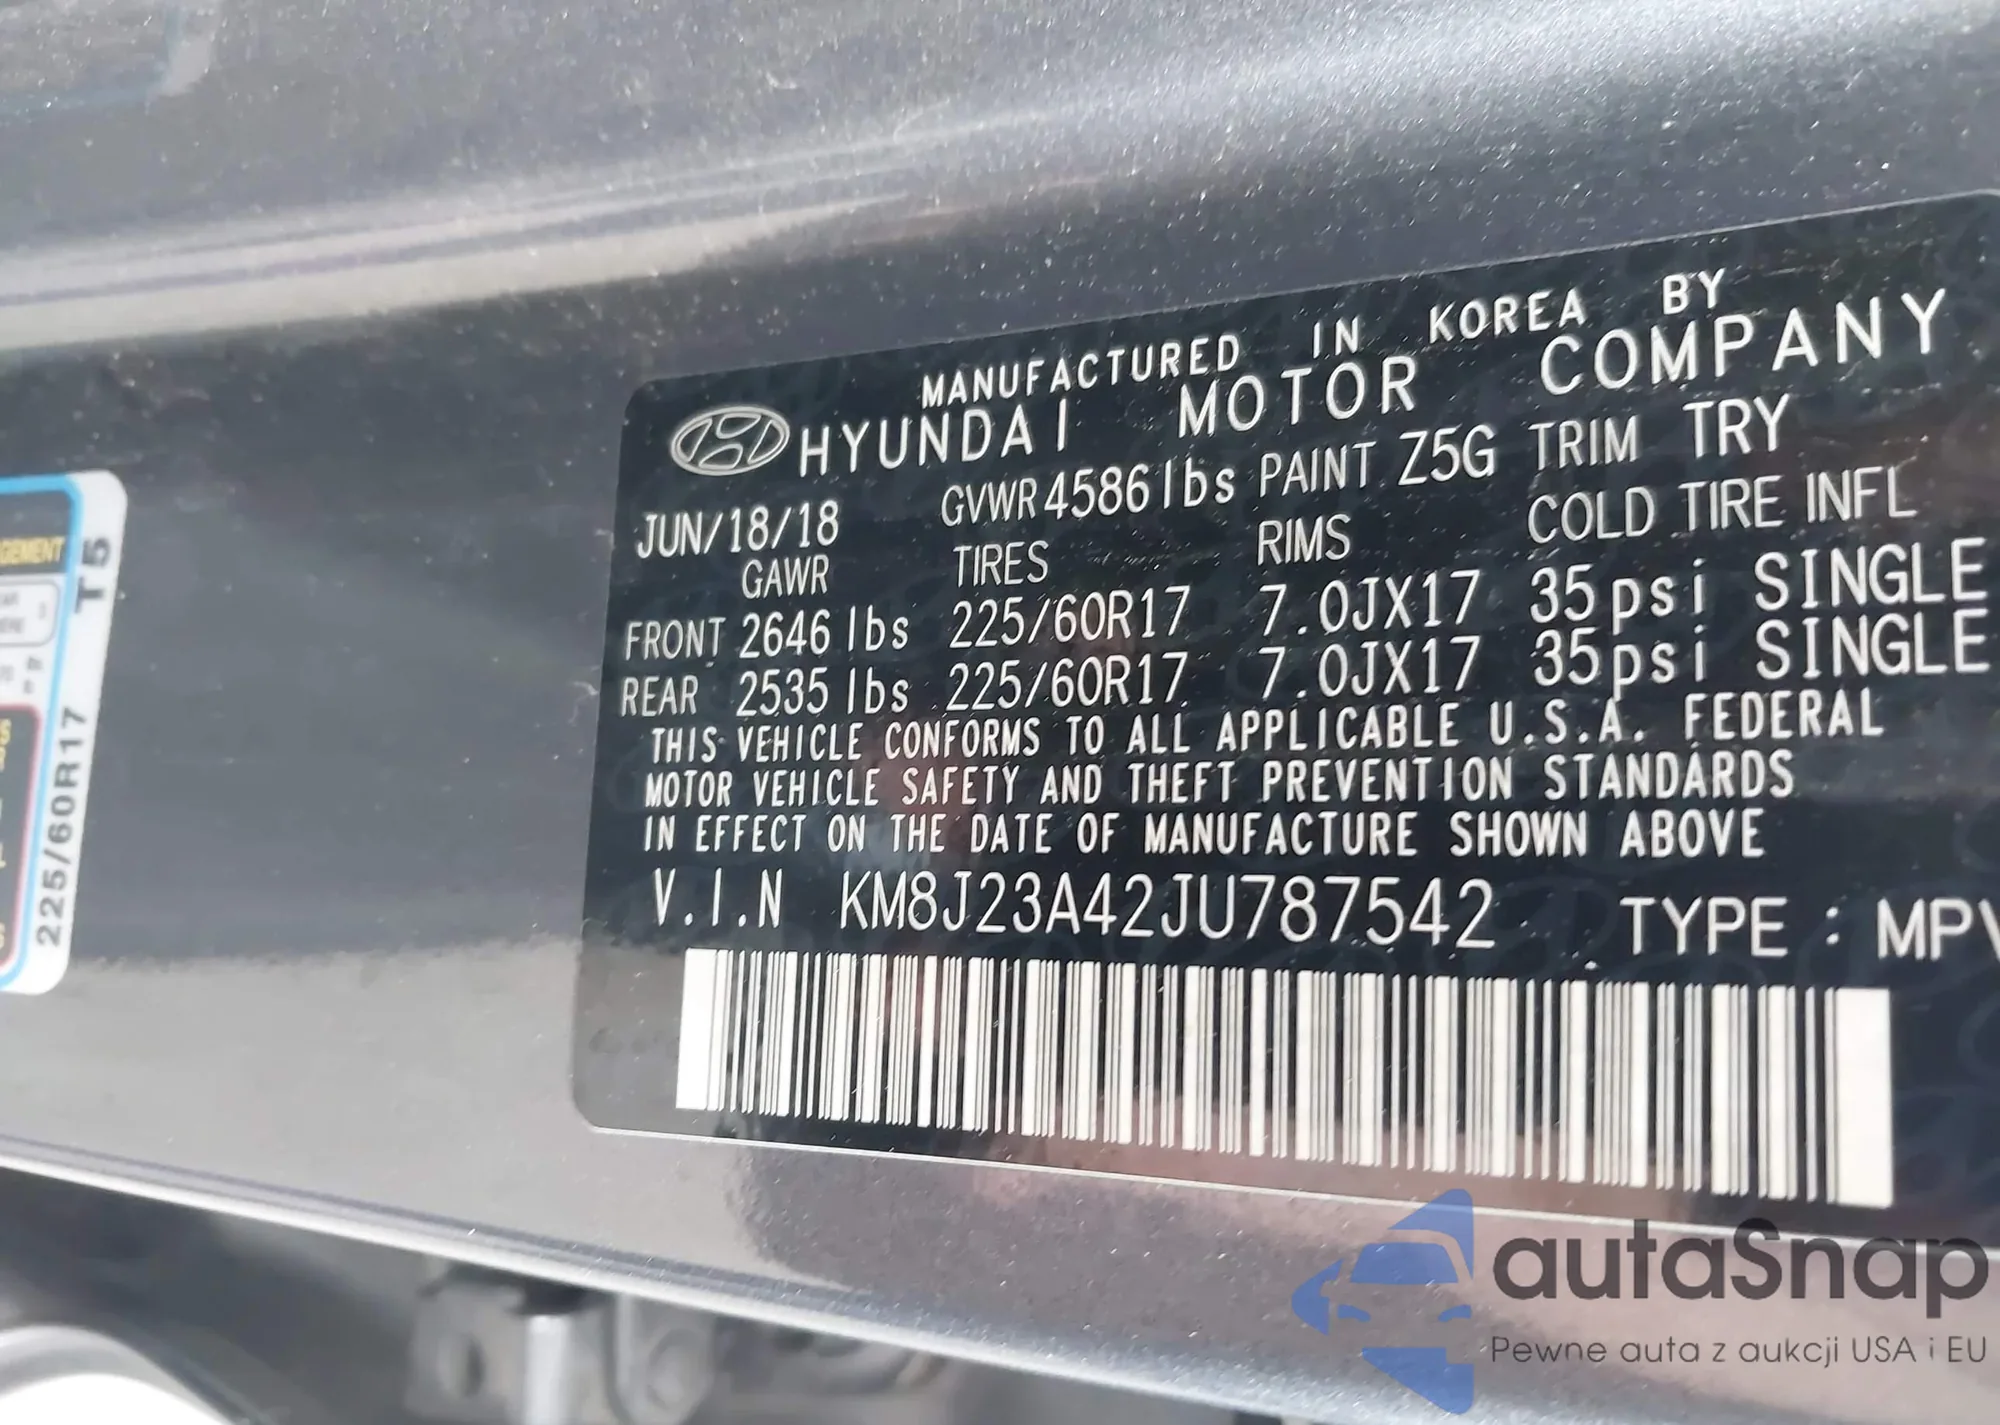 MANUFACTURED IN KOREA BY
HYUNDAI MOTOR COMPANY
JUN/18/18 GVWR 4586 lbs PAINT Z5G TRIM TRY
GAWR TIRES RIMS COLD TIRE INFL
FRONT 2646 lbs 225/60R17 7.0JX17 35psi SINGLE
REAR 2535 lbs 225/60R17 7.0JX17 35psi SINGLE
THIS VEHICLE CONFORMS TO ALL APPLICABLE U.S.A. FEDERAL
MOTOR VEHICLE SAFETY AND THEFT PREVENTION STANDARDS
IN EFFECT ON THE DATE OF MANUFACTURE SHOWN ABOVE
V.I.N KM8J23A42JU787542 TYPE : MPV
225/60R17 T5
GEMENT
autaSnap
Pewne auta z aukcji USA i EU